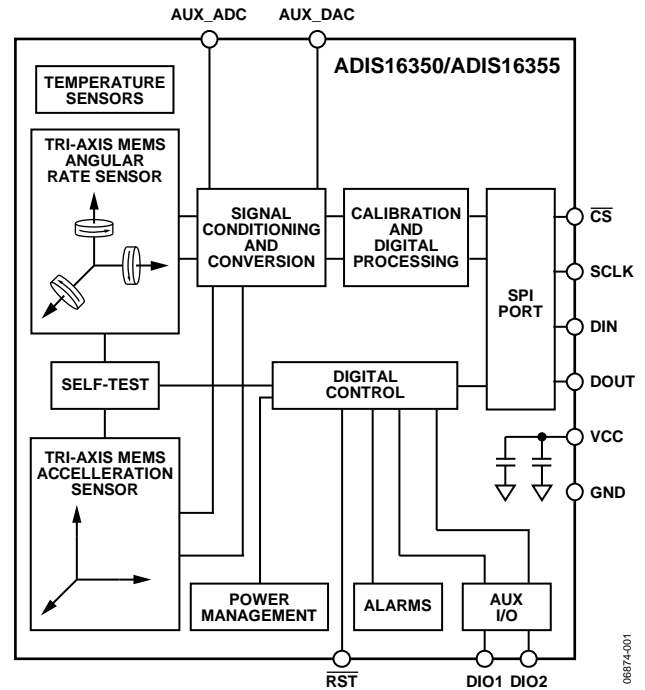 AUX_ADC
AUX_DAC
ADIS16350/ADIS16355
TEMPERATURE
SENSORS
TRI-AXIS MEMS
ANGULAR
RATE SENSOR
SIGNAL
CONDITIONING
AND
CONVERSION
CALIBRATION
AND
DIGITAL
PROCESSING
SPI
PORT
CS
SCLK
DIN
DOUT
VCC
GND
SELF-TEST
DIGITAL
CONTROL
TRI-AXIS MEMS
ACCELLERATION
SENSOR
POWER
MANAGEMENT
ALARMS
AUX
I/O
RST
DIO1
DIO2
06874-001